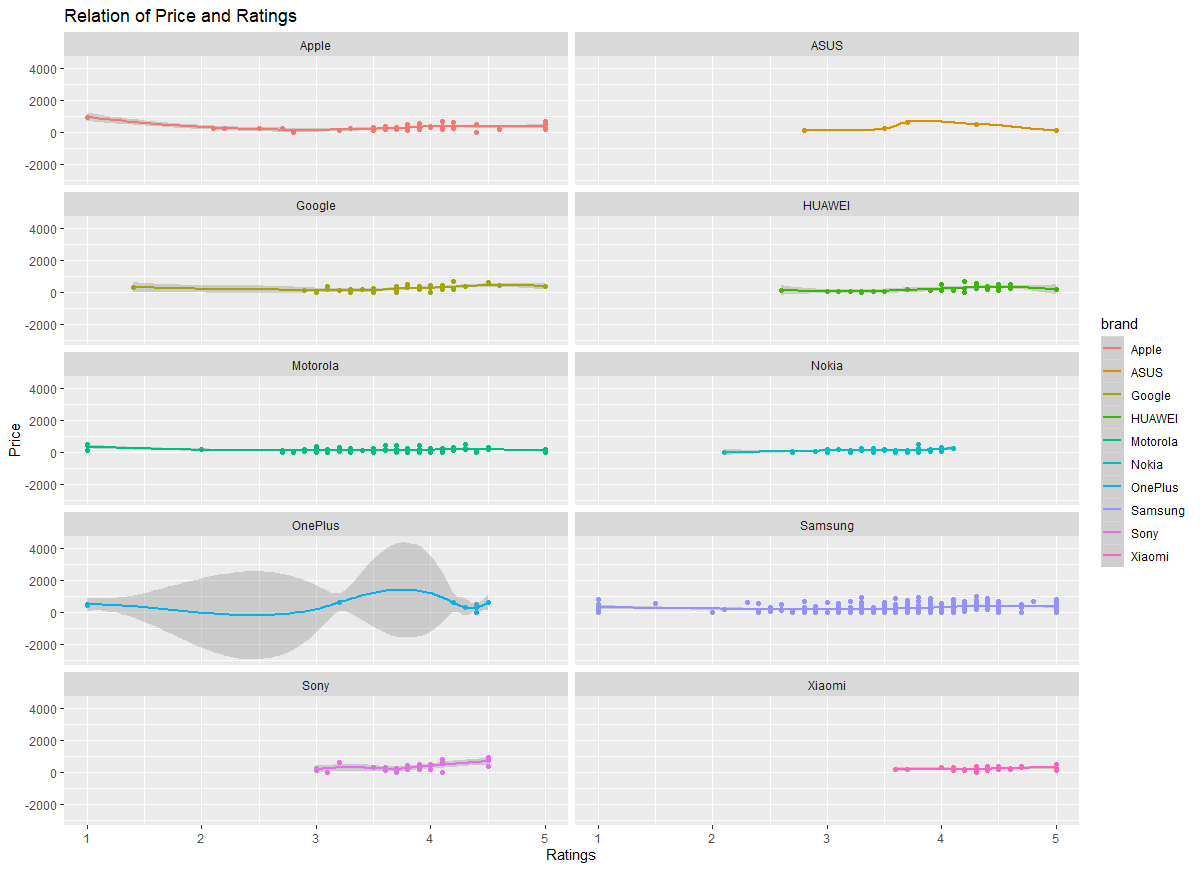 Relation of Price and Ratings
Apple
ASUS
4000
2000
0
-2000
Google
HUAWEI
4000
2000
0
-2000
Motorola
Nokia
4000
2000
0
-2000
OnePlus
Samsung
4000
2000
0
-2000
Sony
Xiaomi
4000
2000
0
-2000
1 2 3 4 5
1 2 3 4 5
Ratings
Price
brand
Apple
ASUS
Google
HUAWEI
Motorola
Nokia
OnePlus
Samsung
Sony
Xiaomi